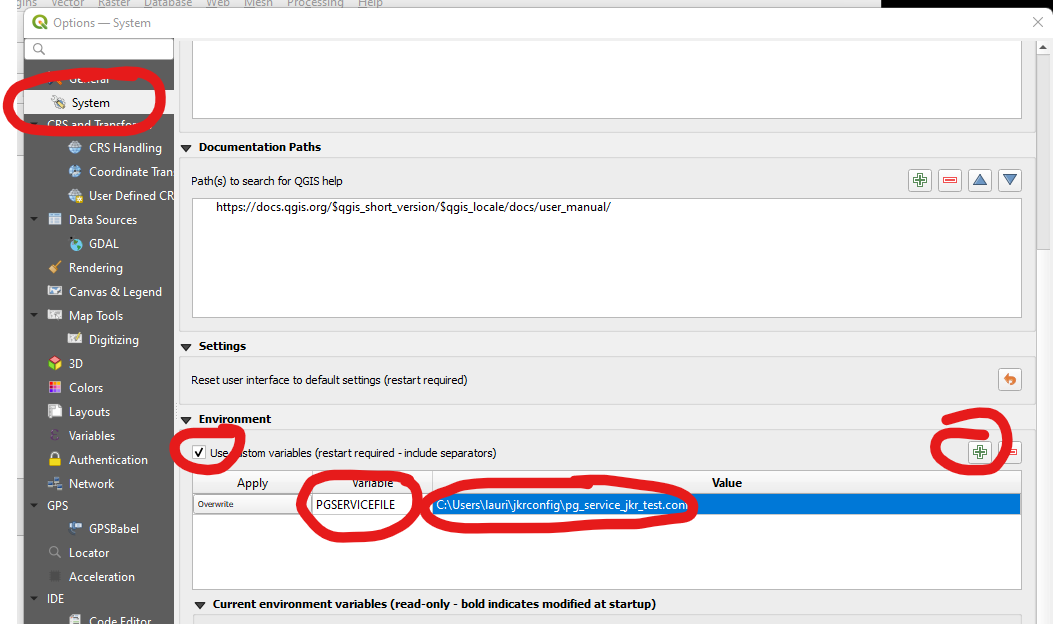 gins Vector Raster Database Web Mesh Processing Help
Options — System
General
System
CRS and Transfo
CRS Handling
Coordinate Tran
User Defined CR
Data Sources
GDAL
Rendering
Canvas & Legend
Map Tools
Digitizing
3D
Colors
Layouts
Variables
Authentication
Network
GPS
GPSBabel
Locator
Acceleration
IDE
Code Editor
Documentation Paths
Path(s) to search for QGIS help
https://docs.qgis.org/$qgis_short_version/$qgis_locale/docs/user_manual/
Settings
Reset user interface to default settings (restart required)
Environment
Use custom variables (restart required - include separators)
Apply Variable Value
Overwrite PGSERVICEFILE C:\Users\lauri\jkrconfig\pg_service_jkr_test.conf
Current environment variables (read-only - bold indicates modified at startup)